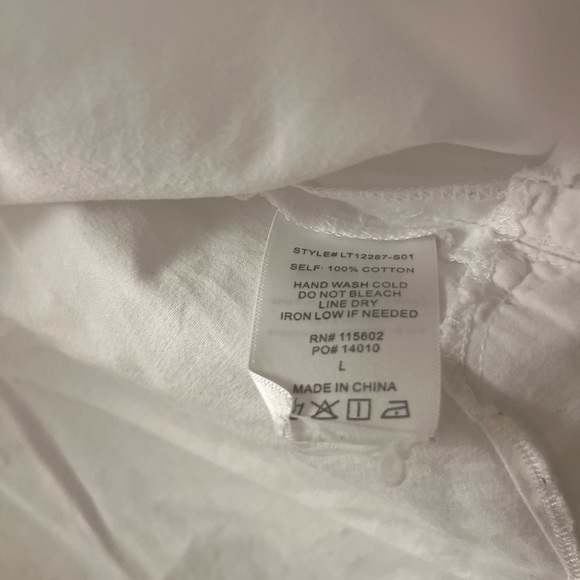 STYLE# LT12267-S01
SELF: 100% COTTON
HAND WASH COLD
DO NOT BLEACH
LINE DRY
IRON LOW IF NEEDED
RN# 115602
PO# 14010
L
MADE IN CHINA